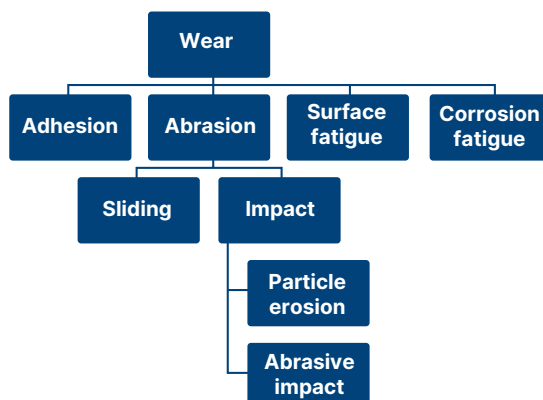 Wear
Adhesion
Abrasion
Surface
fatigue
Corrosion
fatigue
Sliding
Impact
Particle
erosion
Abrasive
impact